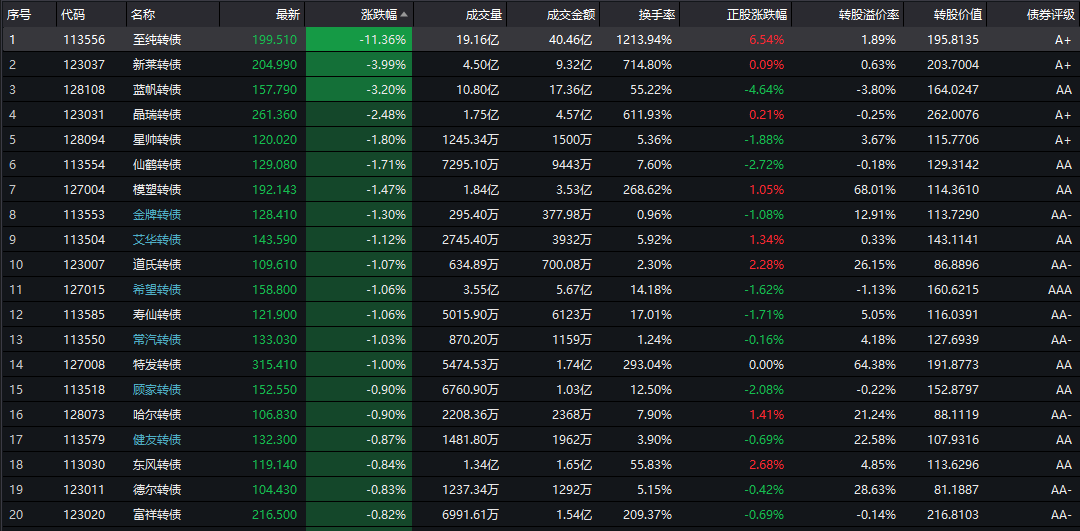 序号 代码 名称 最新 涨跌幅 成交量 成交金额 换手率 正股涨跌幅 转股溢价率 转股价值 债券评级
1 113556 至纯转债 199.510 -11.36% 19.16亿 40.46亿 1213.94% 6.54% 1.89% 195.8135 A+
2 123037 新莱转债 204.990 -3.99% 4.50亿 9.32亿 714.80% 0.09% 0.63% 203.7004 A+
3 128108 蓝帆转债 157.790 -3.20% 10.80亿 17.36亿 55.22% -4.64% -3.80% 164.0247 AA
4 123031 晶瑞转债 261.360 -2.48% 1.75亿 4.57亿 611.93% 0.21% -0.25% 262.0076 A+
5 128094 星帅转债 120.020 -1.80% 1245.34万 1500万 5.36% -1.88% 3.67% 115.7706 A+
6 113554 仙鹤转债 129.080 -1.71% 7295.10万 9443万 7.60% -2.72% -0.18% 129.3142 AA
7 127004 模塑转债 192.143 -1.47% 1.84亿 3.53亿 268.62% 1.05% 68.01% 114.3610 AA
8 113553 金牌转债 128.410 -1.30% 295.40万 377.98万 0.96% -1.08% 12.91% 113.7290 AA-
9 113504 艾华转债 143.590 -1.12% 2745.40万 3932万 5.92% 1.34% 0.33% 143.1141 AA
10 123007 道氏转债 109.610 -1.07% 634.89万 700.08万 2.30% 2.28% 26.15% 86.8896 AA-
11 127015 希望转债 158.800 -1.06% 3.55亿 5.67亿 14.18% -1.62% -1.13% 160.6215 AAA
12 113585 寿仙转债 121.900 -1.06% 5015.90万 6123万 17.01% -1.71% 5.05% 116.0391 AA-
13 113550 常汽转债 133.030 -1.03% 870.20万 1159万 1.24% -0.16% 4.18% 127.6939 AA-
14 127008 特发转债 315.410 -1.00% 5474.53万 1.74亿 293.04% 0.00% 64.38% 191.8773 AA
15 113518 顾家转债 152.550 -0.90% 6760.90万 1.03亿 12.50% -2.08% -0.22% 152.8797 AA
16 128073 哈尔转债 106.830 -0.90% 2208.36万 2368万 7.90% 1.41% 21.24% 88.1119 AA-
17 113579 健友转债 132.300 -0.87% 1481.80万 1962万 3.90% -0.69% 22.58% 107.9316 AA
18 113030 东风转债 119.140 -0.84% 1.34亿 1.65亿 55.83% 2.68% 4.85% 113.6296 AA
19 123011 德尔转债 104.430 -0.83% 1237.34万 1292万 5.15% -0.42% 28.63% 81.1887 AA-
20 123020 富祥转债 216.500 -0.82% 6991.61万 1.54亿 209.37% -0.69% -0.14% 216.8103 AA-